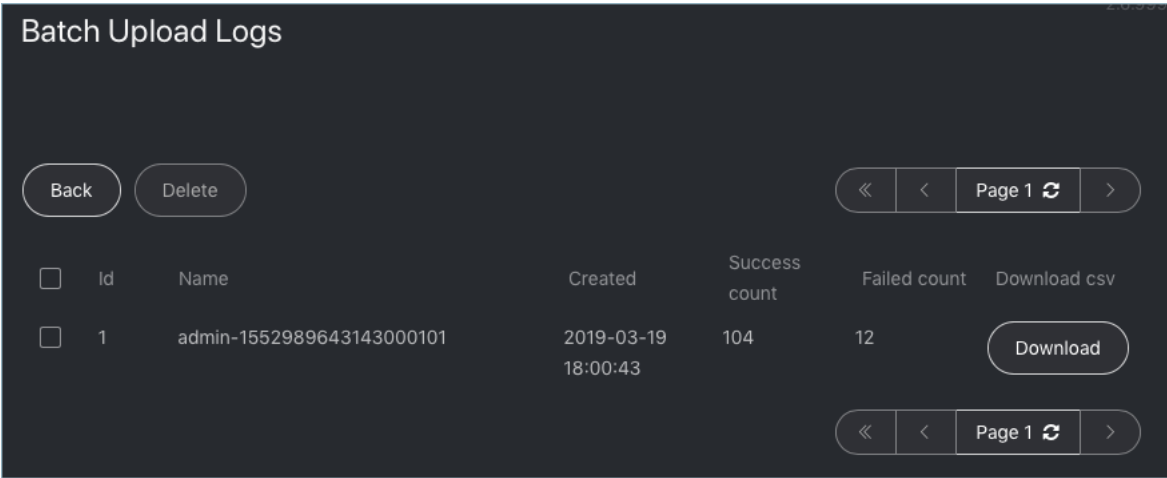 Batch Upload Logs
Back Delete « < Page 1 >
Id Name Created Success count Failed count Download csv
1 admin-1552989643143000101 2019-03-19 18:00:43 104 12 Download
« < Page 1 >